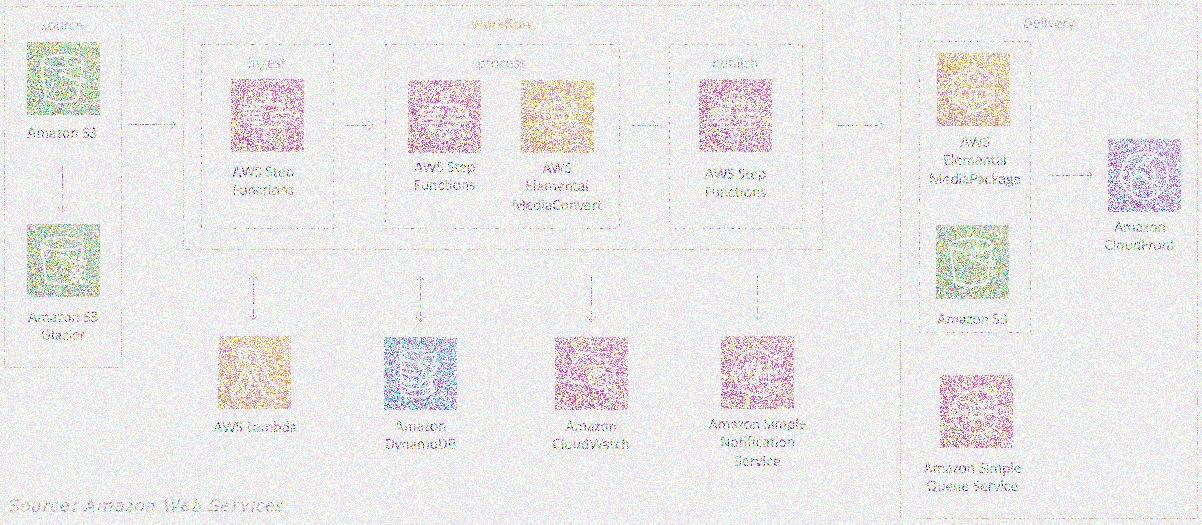 Source
Workflow
Delivery
ingest
process
publish
Amazon S3
AWS Step
Functions
AWS Step
Functions
AWS
Elemental
MediaConvert
AWS Step
Functions
AWS
Elemental
MediaPackage
Amazon
CloudFront
Amazon S3
Glacier
Amazon S3
AWS Lambda
Amazon
DynamoDB
Amazon
CloudWatch
Amazon Simple
Notification
Service
Amazon Simple
Queue Service
Source: Amazon Web Services